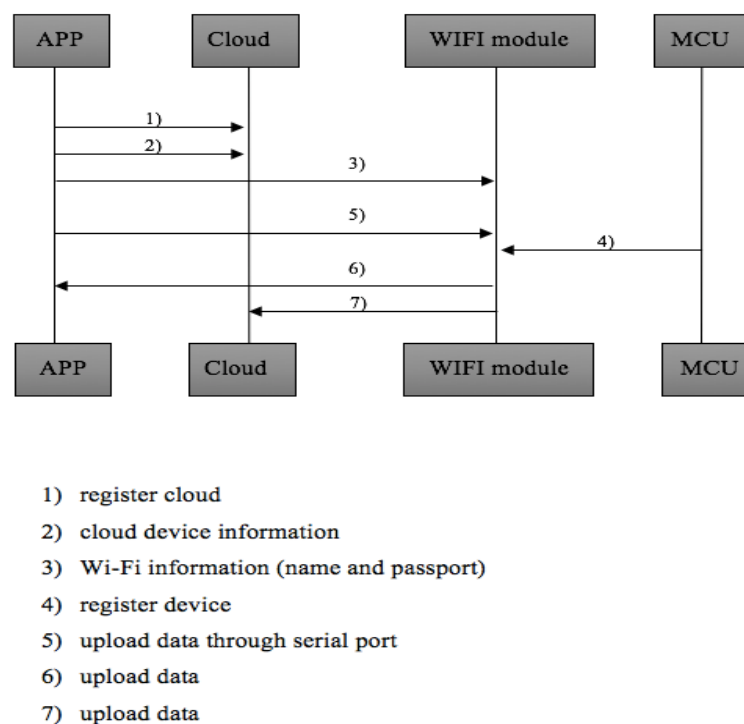 APP Cloud WIFI module MCU
1)
2)
3)
5)
4)
6)
7)
APP Cloud WIFI module MCU
1) register cloud
2) cloud device information
3) Wi-Fi information (name and passport)
4) register device
5) upload data through serial port
6) upload data
7) upload data